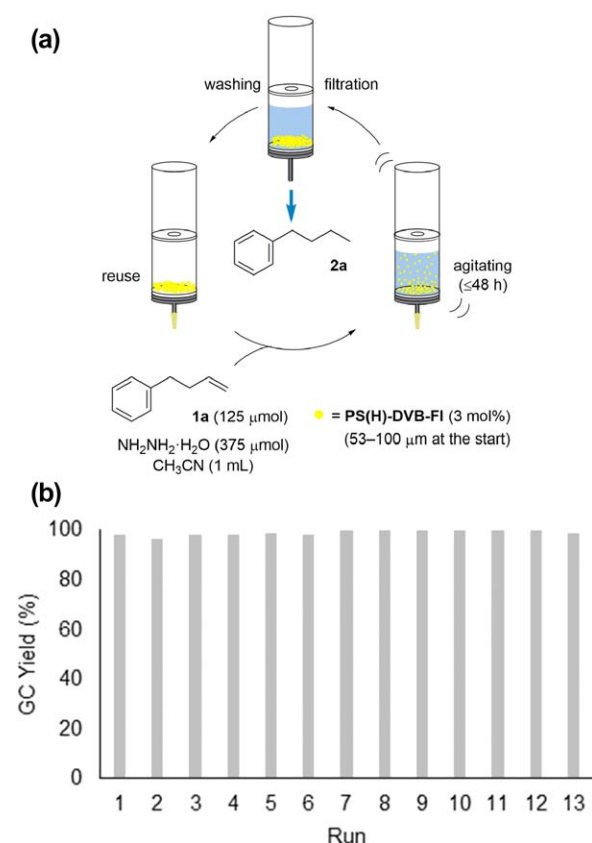 (a)
washing
filtration
2a
reuse
agitating
(≤48 h)
1a (125 μmol)
NH2NH2·H2O (375 μmol)
CH3CN (1 mL)
= PS(H)-DVB-Fl (3 mol%)
(53–100 μm at the start)
(b)
GC Yield (%)
100
80
60
40
20
0
1 2 3 4 5 6 7 8 9 10 11 12 13
Run